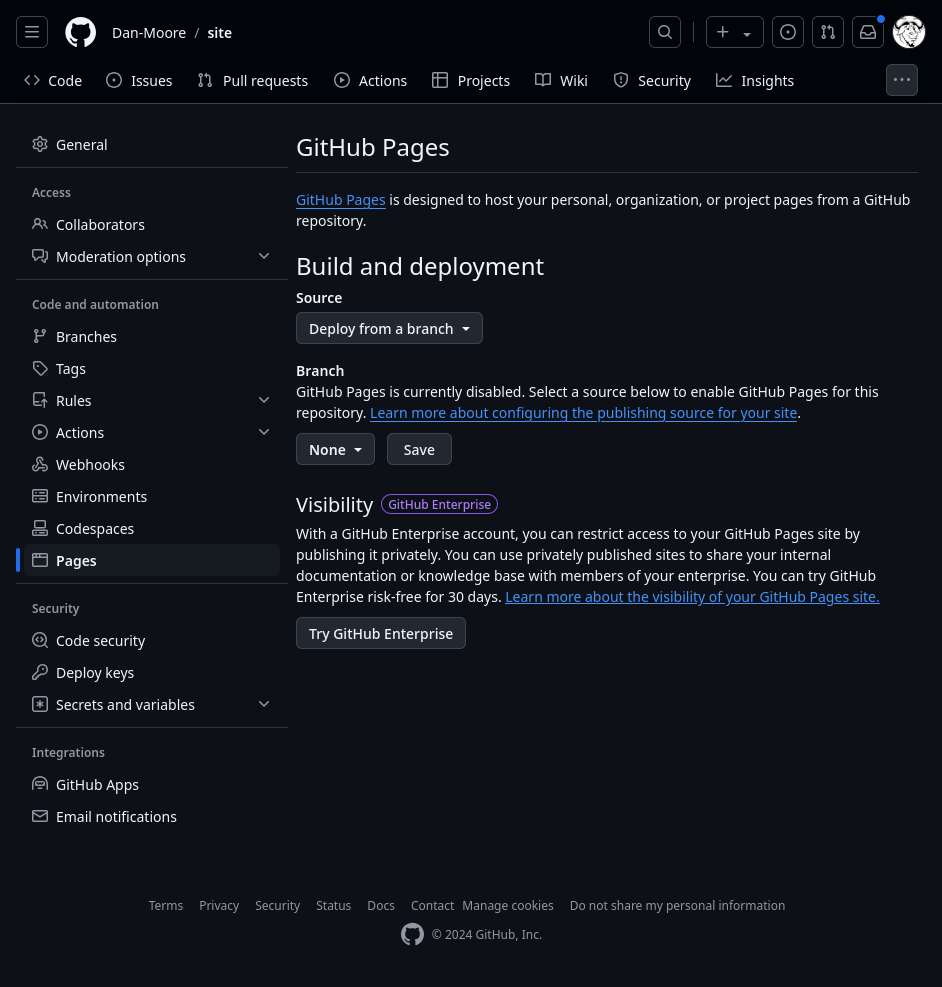 Dan-Moore / site
Code Issues Pull requests Actions Projects Wiki Security Insights
General
Access
Collaborators
Moderation options
Code and automation
Branches
Tags
Rules
Actions
Webhooks
Environments
Codespaces
Pages
Security
Code security
Deploy keys
Secrets and variables
Integrations
GitHub Apps
Email notifications
GitHub Pages
GitHub Pages is designed to host your personal, organization, or project pages from a GitHub
repository.
Build and deployment
Source
Deploy from a branch
Branch
GitHub Pages is currently disabled. Select a source below to enable GitHub Pages for this
repository. Learn more about configuring the publishing source for your site.
None Save
Visibility GitHub Enterprise
With a GitHub Enterprise account, you can restrict access to your GitHub Pages site by
publishing it privately. You can use privately published sites to share your internal
documentation or knowledge base with members of your enterprise. You can try GitHub
Enterprise risk-free for 30 days. Learn more about the visibility of your GitHub Pages site.
Try GitHub Enterprise
Terms Privacy Security Status Docs Contact Manage cookies Do not share my personal information
© 2024 GitHub, Inc.